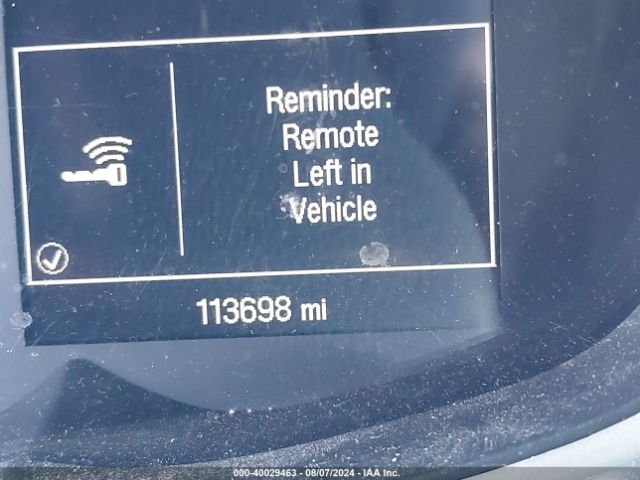 Reminder:
Remote
Left in
Vehicle
113698 mi
000-40029463 - 08/07/2024 - IAA Inc.